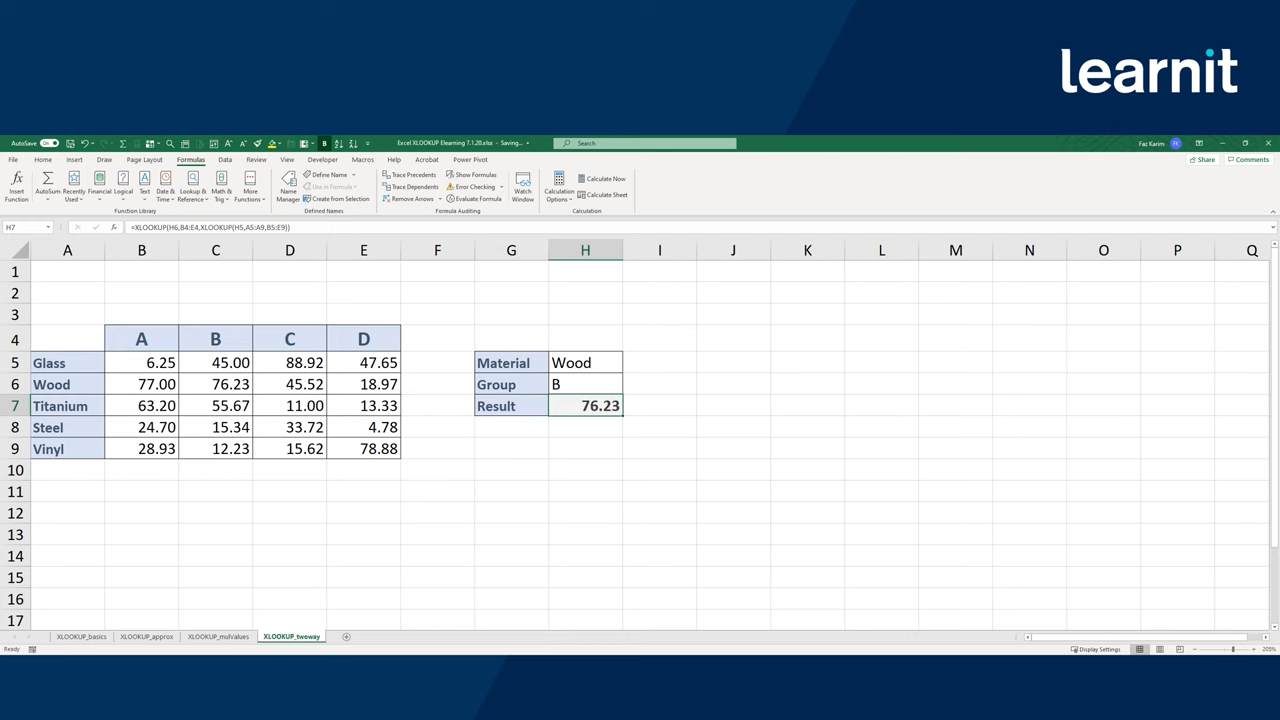 learnit
AutoSave On
Excel XLOOKUP Elearning 7.1.20.xlsx - Saving...
Search
Faz Karim FK
File Home Insert Draw Page Layout Formulas Data Review View Developer Macros Help Acrobat Power Pivot
Share Comments
Insert Function
AutoSum
Recently Used
Financial
Logical
Text
Date & Time
Lookup & Reference
Math & Trig
More Functions
Function Library
Name Manager
Define Name
Use in Formula
Create from Selection
Defined Names
Trace Precedents
Trace Dependents
Remove Arrows
Show Formulas
Error Checking
Evaluate Formula
Formula Auditing
Watch Window
Calculation Options
Calculate Now
Calculate Sheet
Calculation
H7 fx =XLOOKUP(H6,B4:E4,XLOOKUP(H5,A5:A9,B5:E9))
A B C D E F G H I J K L M N O P Q
1
2
3
4 A B C D
5 Glass 6.25 45.00 88.92 47.65 Material Wood
6 Wood 77.00 76.23 45.52 18.97 Group B
7 Titanium 63.20 55.67 11.00 13.33 Result 76.23
8 Steel 24.70 15.34 33.72 4.78
9 Vinyl 28.93 12.23 15.62 78.88
10
11
12
13
14
15
16
17
XLOOKUP_basics XLOOKUP_approx XLOOKUP_mulValues XLOOKUP_twoway
Ready Display Settings 205%